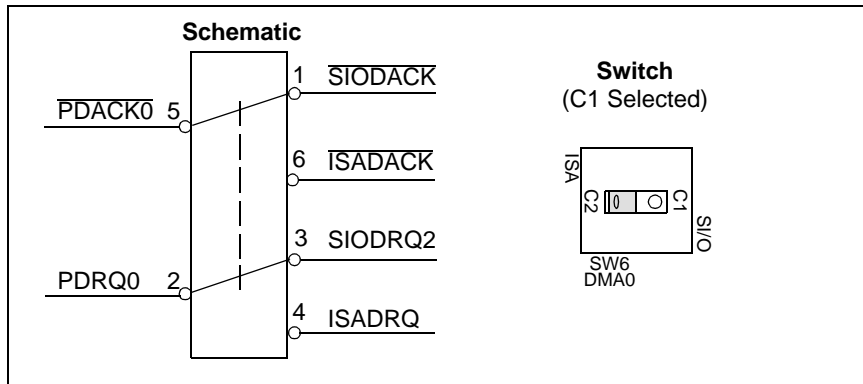 Schematic
1 SIODACK
PDACK0 5
6 ISADACK
3 SIODRQ2
PDRQ0 2
4 ISADRQ
Switch
(C1 Selected)
ISA
C2
C1
SI/O
SW6
DMA0